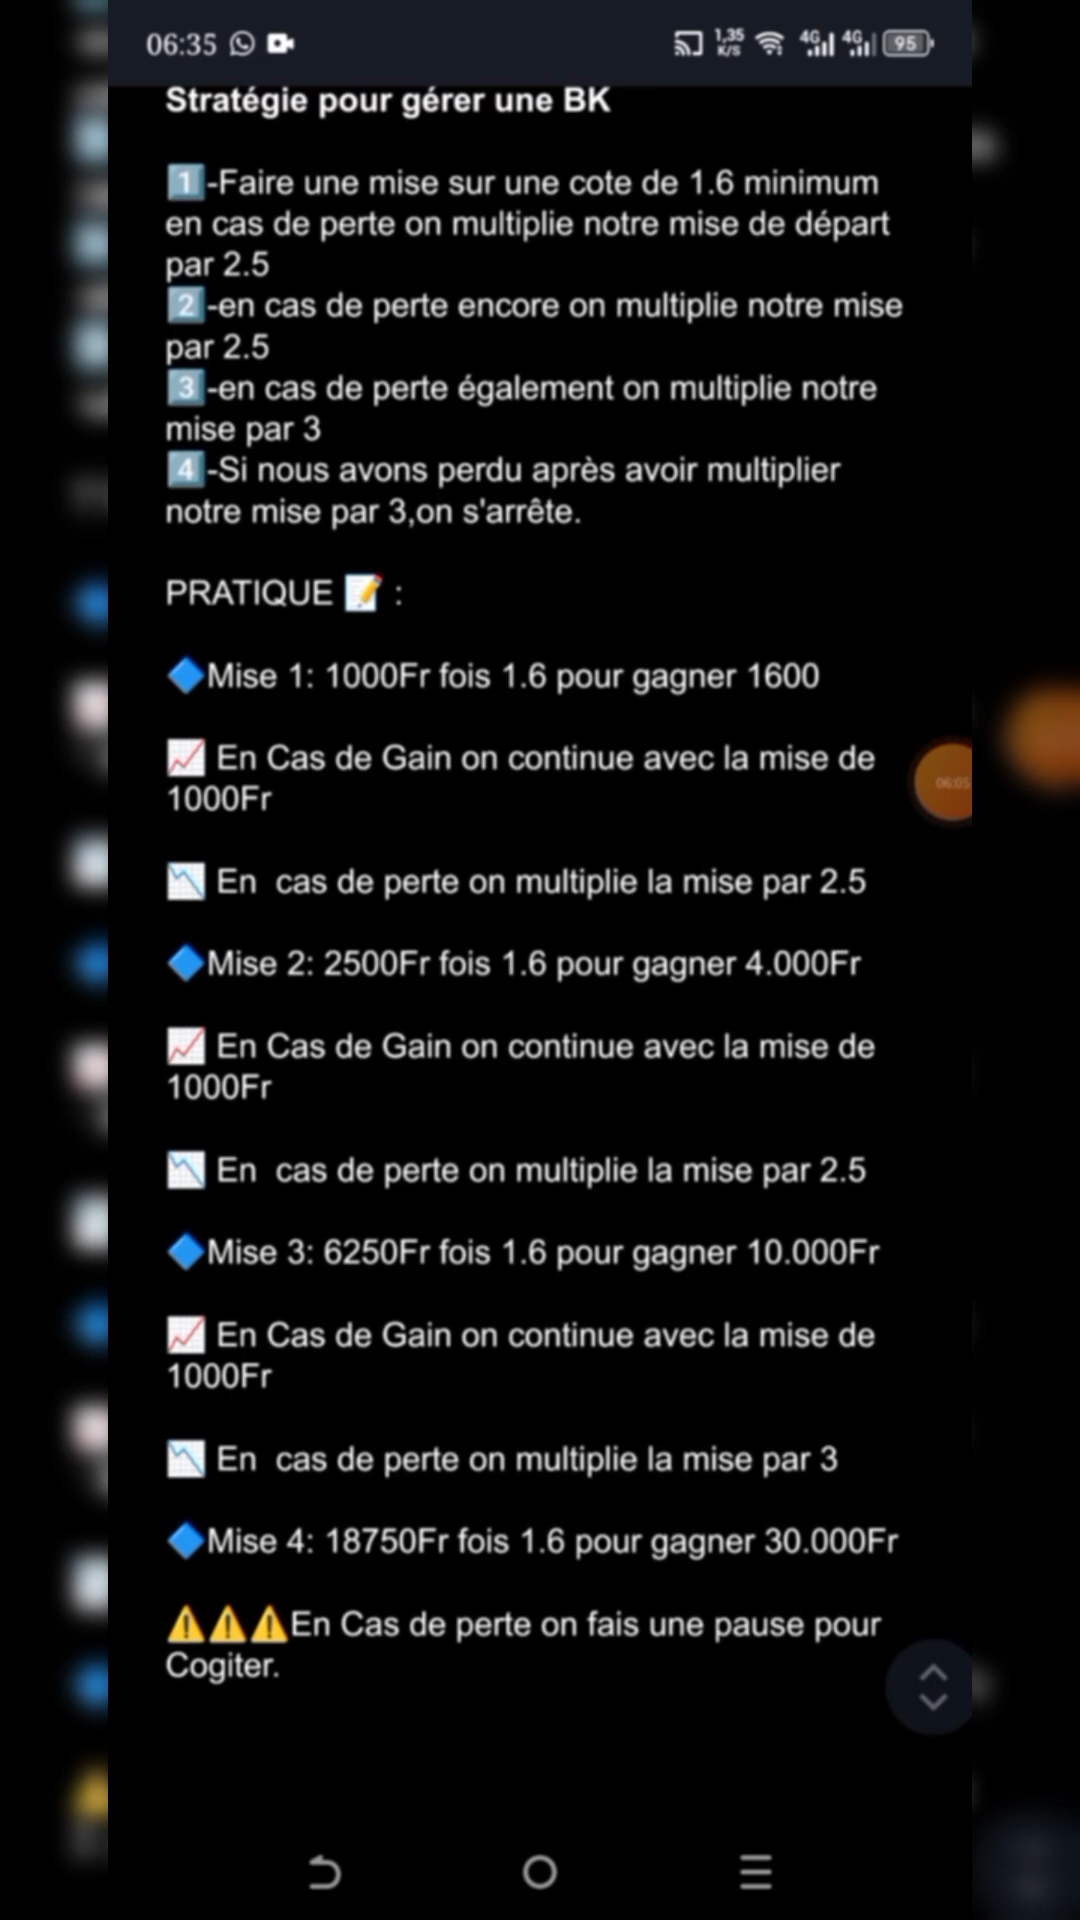 06:35
1,35
K/S
4G
4G
95
Stratégie pour gérer une BK
1-Faire une mise sur une cote de 1.6 minimum
en cas de perte on multiplie notre mise de départ
par 2.5
2-en cas de perte encore on multiplie notre mise
par 2.5
3-en cas de perte également on multiplie notre
mise par 3
4-Si nous avons perdu après avoir multiplier
notre mise par 3,on s'arrête.
PRATIQUE 📝 :
🔷Mise 1: 1000Fr fois 1.6 pour gagner 1600
📈 En Cas de Gain on continue avec la mise de
1000Fr
06:05
📉 En  cas de perte on multiplie la mise par 2.5
🔷Mise 2: 2500Fr fois 1.6 pour gagner 4.000Fr
📈 En Cas de Gain on continue avec la mise de
1000Fr
📉 En  cas de perte on multiplie la mise par 2.5
🔷Mise 3: 6250Fr fois 1.6 pour gagner 10.000Fr
📈 En Cas de Gain on continue avec la mise de
1000Fr
📉 En  cas de perte on multiplie la mise par 3
🔷Mise 4: 18750Fr fois 1.6 pour gagner 30.000Fr
⚠️⚠️⚠️En Cas de perte on fais une pause pour
Cogiter.